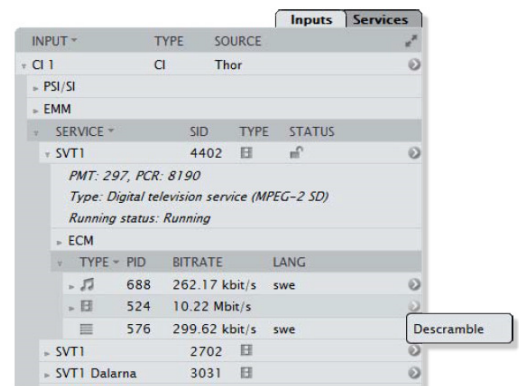 Inputs Services
INPUT TYPE SOURCE
CI 1 CI Thor
PSI/SI
EMM
SERVICE SID TYPE STATUS
SVT1 4402
PMT: 297, PCR: 8190
Type: Digital television service (MPEG-2 SD)
Running status: Running
ECM
TYPE PID BITRATE LANG
688 262.17 kbit/s swe
524 10.22 Mbit/s
576 299.62 kbit/s swe
Descramble
SVT1 2702
SVT1 Dalarna 3031